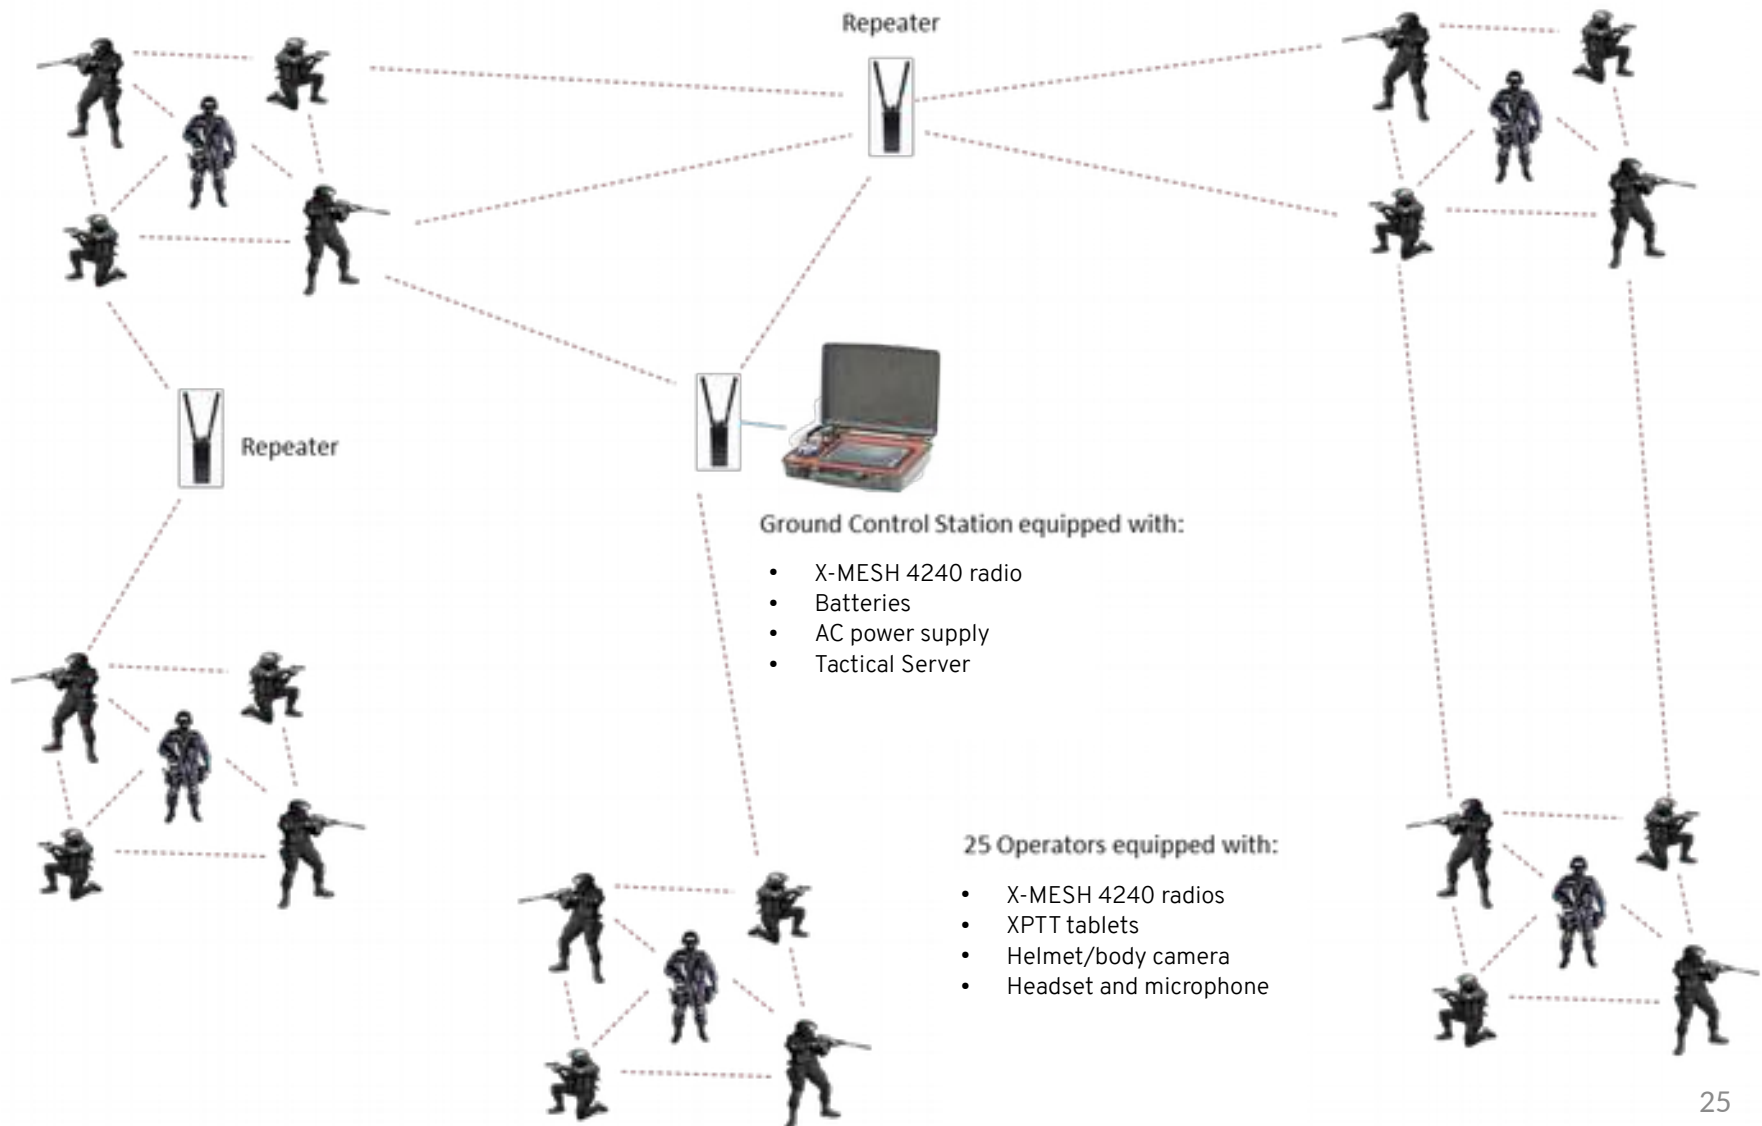 Repeater
Repeater
Ground Control Station equipped with:
• X-MESH 4240 radio
• Batteries
• AC power supply
• Tactical Server
25 Operators equipped with:
• X-MESH 4240 radios
• XPTT tablets
• Helmet/body camera
• Headset and microphone
25